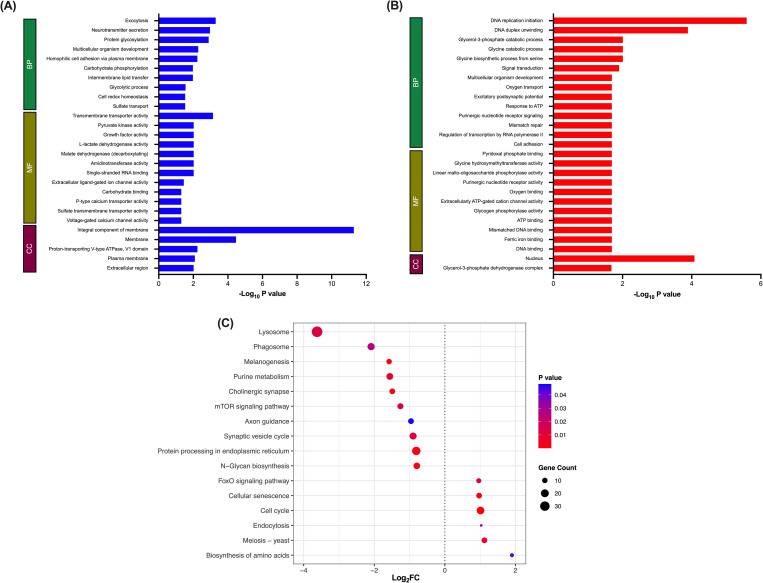 (A)
BP
MF
CC
Exocytosis
Neurotransmitter secretion
Protein glycosylation
Multicellular organism development
Homophilic cell adhesion via plasma membrane
Carbohydrate phosphorylation
Intermembrane lipid transfer
Glycolytic process
Cell redox homeostasis
Sulfate transport
Transmembrane transporter activity
Pyruvate kinase activity
Growth factor activity
L-lactate dehydrogenase activity
Malate dehydrogenase (decarboxylating)
Amidinotransferase activity
Single-stranded RNA binding
Extracellular ligand-gated ion channel activity
Carbohydrate binding
P-type calcium transporter activity
Sulfate transmembrane transporter activity
Voltage-gated calcium channel activity
Integral component of membrane
Membrane
Proton-transporting V-type ATPase, V1 domain
Plasma membrane
Extracellular region
0 1 2 3 4 5 6 7 8 9 10 11 12
-Log10 P value
(B)
BP
MF
CC
DNA replication initiation
DNA duplex unwinding
Glycerol-3-phosphate catabolic process
Glycine catabolic process
Glycine biosynthetic process from serine
Signal transduction
Multicellular organism development
Oxygen transport
Excitatory postsynaptic potential
Response to ATP
Purinergic nucleotide receptor signaling
Mismatch repair
Regulation of transcription by RNA polymerase II
Cell adhesion
Pyridoxal phosphate binding
Glycine hydroxymethyltransferase activity
Linear malto-oligosaccharide phosphorylase activity
Purinergic nucleotide receptor activity
Oxygen binding
Extracellularly ATP-gated cation channel activity
Glycogen phosphorylase activity
ATP binding
Mismatched DNA binding
Ferric iron binding
DNA binding
Nucleus
Glycerol-3-phosphate dehydrogenase complex
0 2 4 6
-Log10 P value
(C)
Lysosome
Phagosome
Melanogenesis
Purine metabolism
Cholinergic synapse
mTOR signaling pathway
Axon guidance
Synaptic vesicle cycle
Protein processing in endoplasmic reticulum
N-Glycan biosynthesis
FoxO signaling pathway
Cellular senescence
Cell cycle
Endocytosis
Meiosis - yeast
Biosynthesis of amino acids
-4 -2 0 2
Log2FC
P value
0.04
0.03
0.02
0.01
Gene Count
10
20
30